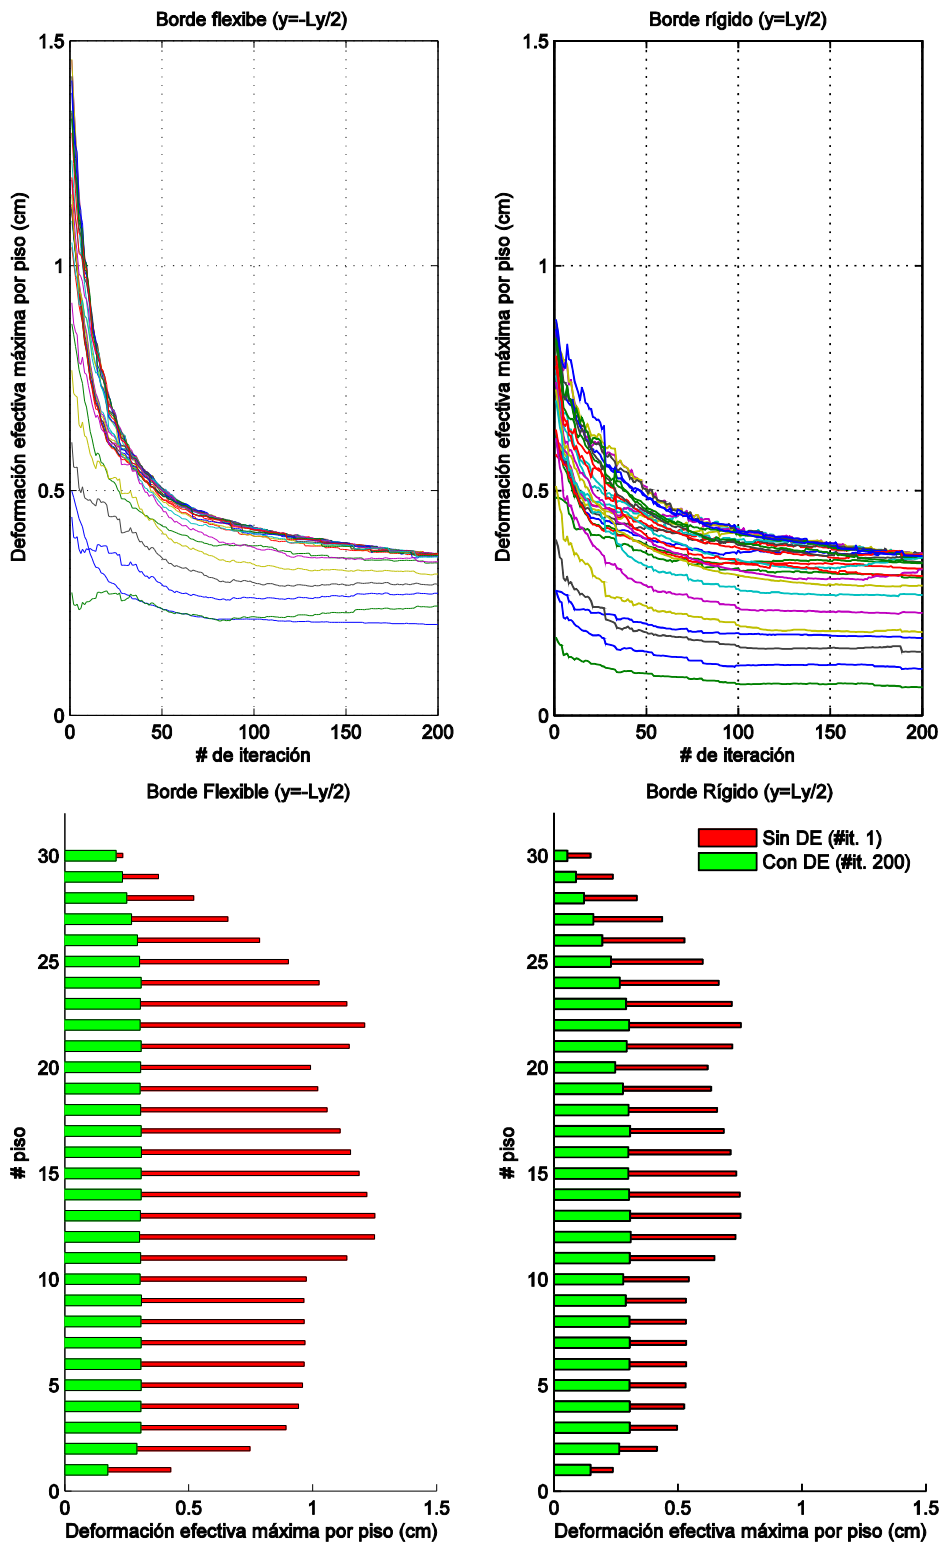 Borde flexibe (y=-Ly/2)
Deformación efectiva máxima por piso (cm)
1.5
1
0.5
0
0 50 100 150 200
# de iteración
Borde rígido (y=Ly/2)
Deformación efectiva máxima por piso (cm)
1.5
1
0.5
0
0 50 100 150 200
# de iteración
Borde Flexible (y=-Ly/2)
# piso
30
25
20
15
10
5
0
0 0.5 1 1.5
Deformación efectiva máxima por piso (cm)
Borde Rígido (y=Ly/2)
Sin DE (#it. 1)
Con DE (#it. 200)
# piso
30
25
20
15
10
5
0
0 0.5 1 1.5
Deformación efectiva máxima por piso (cm)